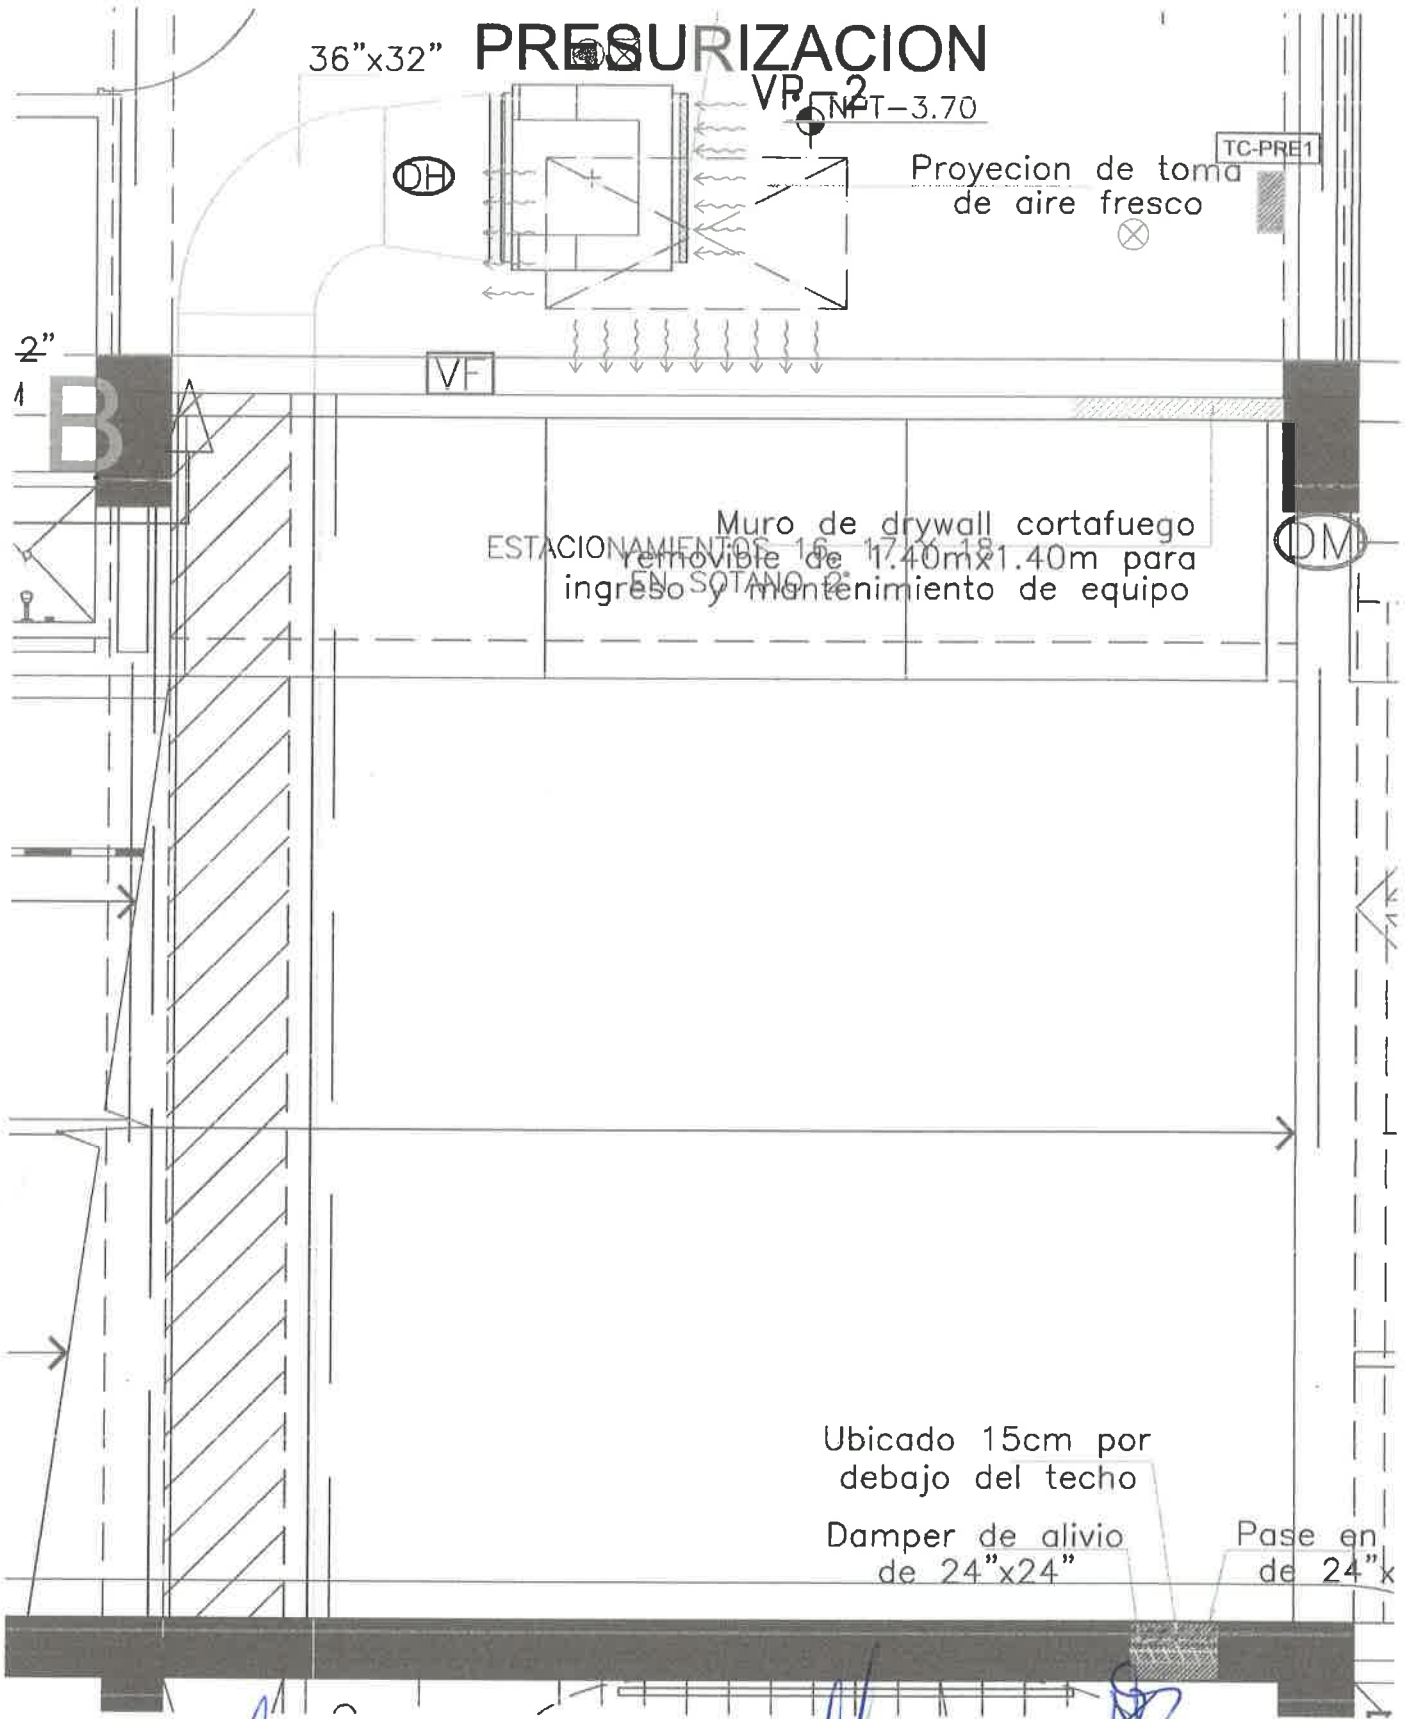 36"x32"
PRESURIZACION
VP-2
NPT-3.70
TC-PRE1
Proyecion de toma
de aire fresco
DH
2"
1
B
VF
Muro de drywall cortafuego
removible de 1.40mx1.40m para
ingreso y mantenimiento de equipo
ESTACIONAMIENTOS 16, 17 Y 18
EN SOTANO 2
DM
Ubicado 15cm por
debajo del techo
Damper de alivio
de 24"x24"
Pase en
de 24"x